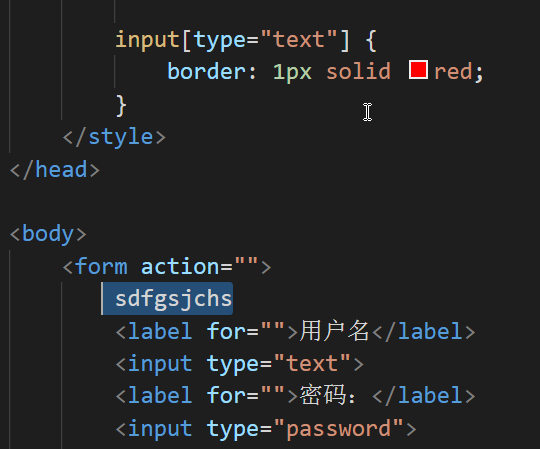 input[type="text"] {
border: 1px solid red;
}
</style>
</head>
<body>
<form action="">
sdfgsjchs
<label for="">用户名</label>
<input type="text">
<label for="">密码：</label>
<input type="password">